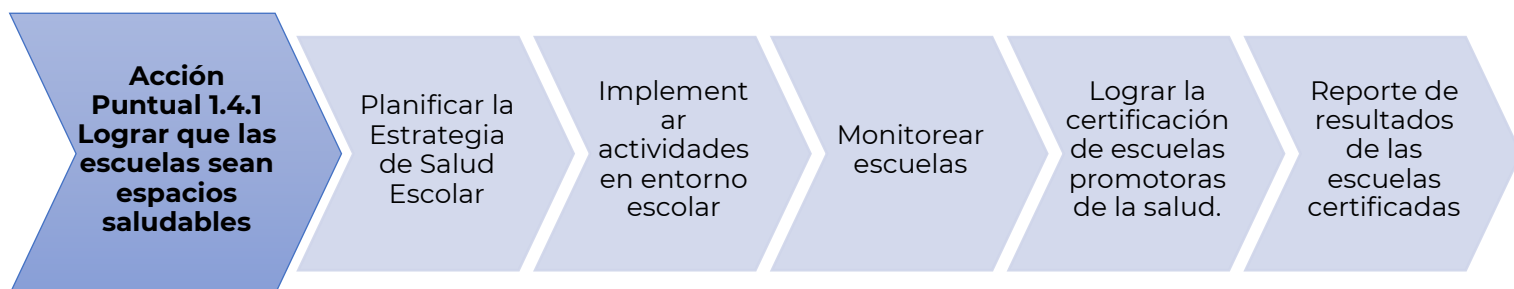 Acción
Puntual 1.4.1
Lograr que las
escuelas sean
espacios
saludables
Planificar la
Estrategia
de Salud
Escolar
Implement
ar
actividades
en entorno
escolar
Monitorear
escuelas
Lograr la
certificación
de escuelas
promotoras
de la salud.
Reporte de
resultados
de las
escuelas
certificadas